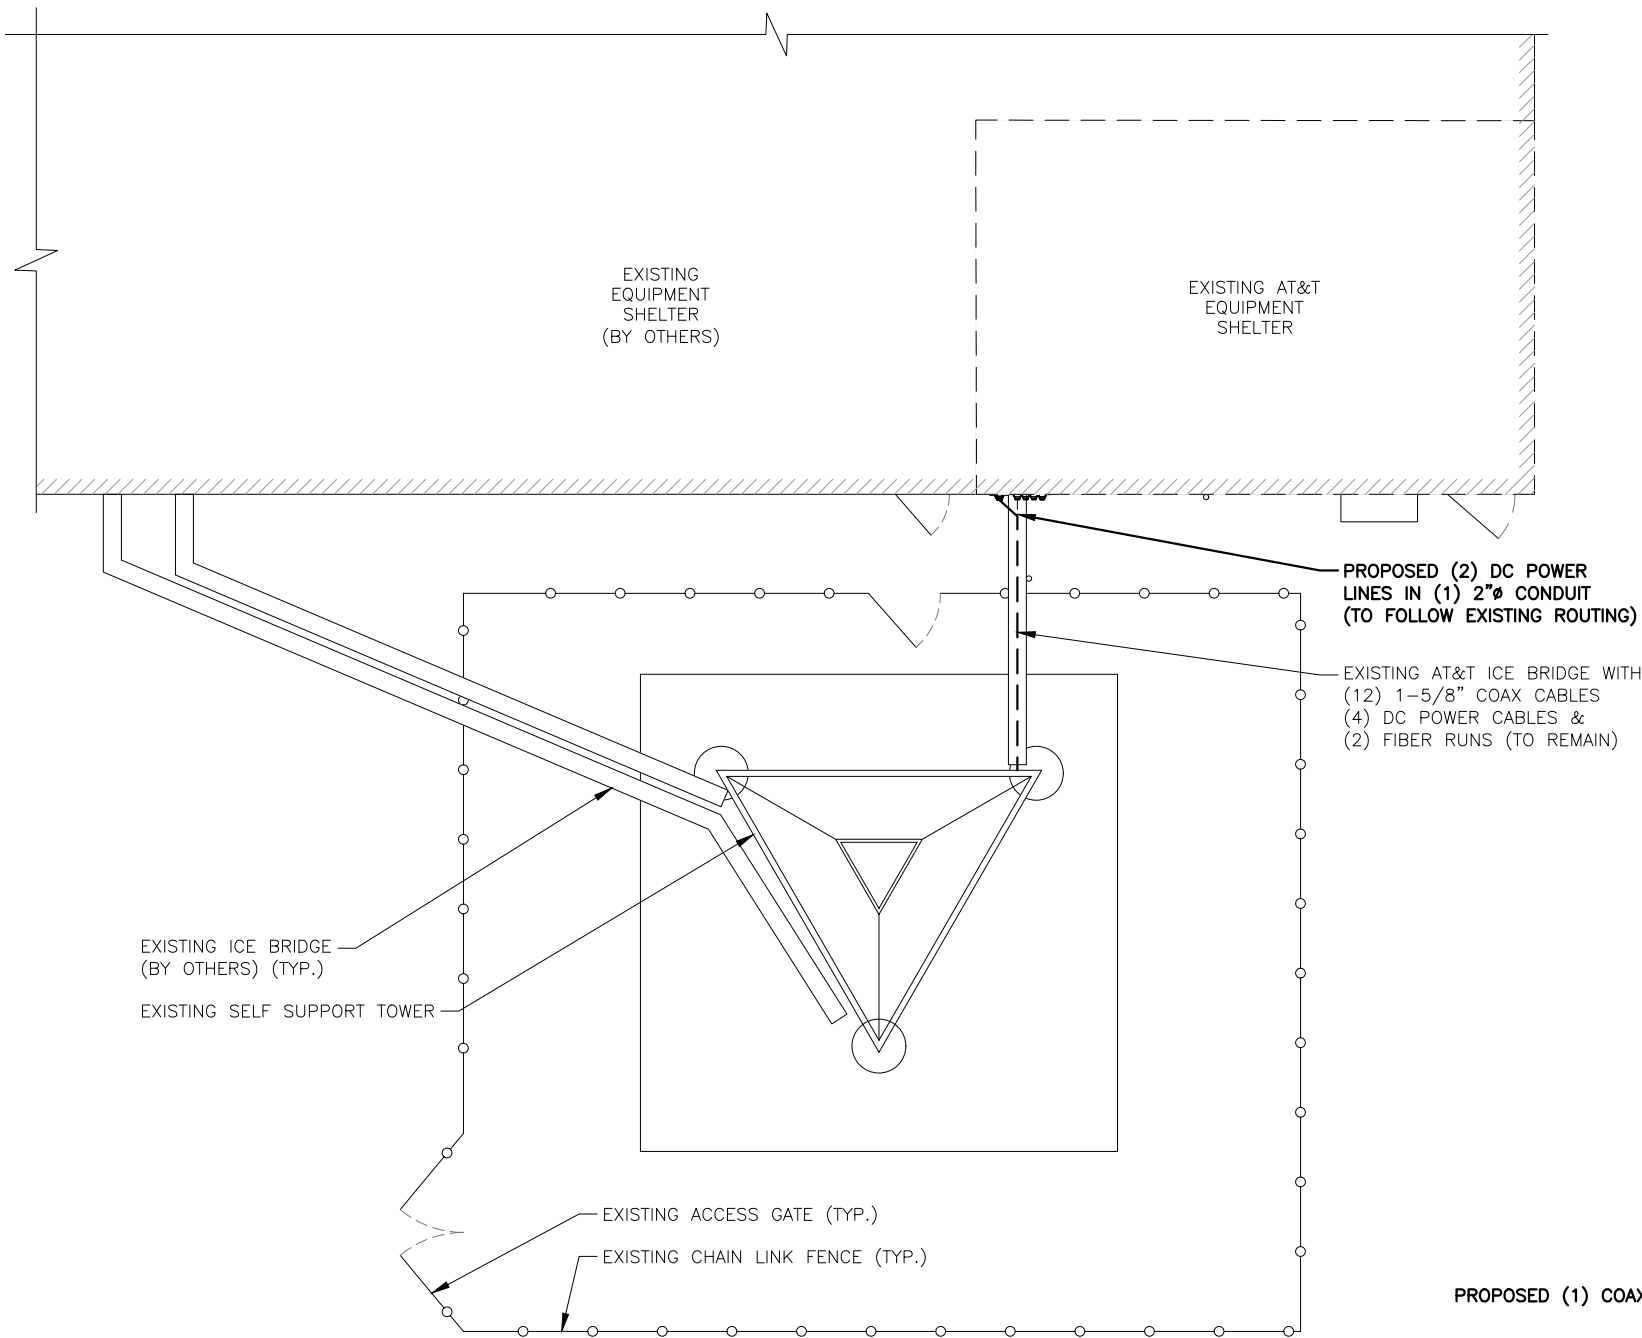 EXISTING
EQUIPMENT
SHELTER
(BY OTHERS)
EXISTING AT&T
EQUIPMENT
SHELTER
PROPOSED (2) DC POWER
LINES IN (1) 2"ø CONDUIT
(TO FOLLOW EXISTING ROUTING)
EXISTING AT&T ICE BRIDGE WITH
(12) 1-5/8" COAX CABLES
(4) DC POWER CABLES &
(2) FIBER RUNS (TO REMAIN)
EXISTING ICE BRIDGE
(BY OTHERS) (TYP.)
EXISTING SELF SUPPORT TOWER
EXISTING ACCESS GATE (TYP.)
EXISTING CHAIN LINK FENCE (TYP.)
PROPOSED (1) COAX